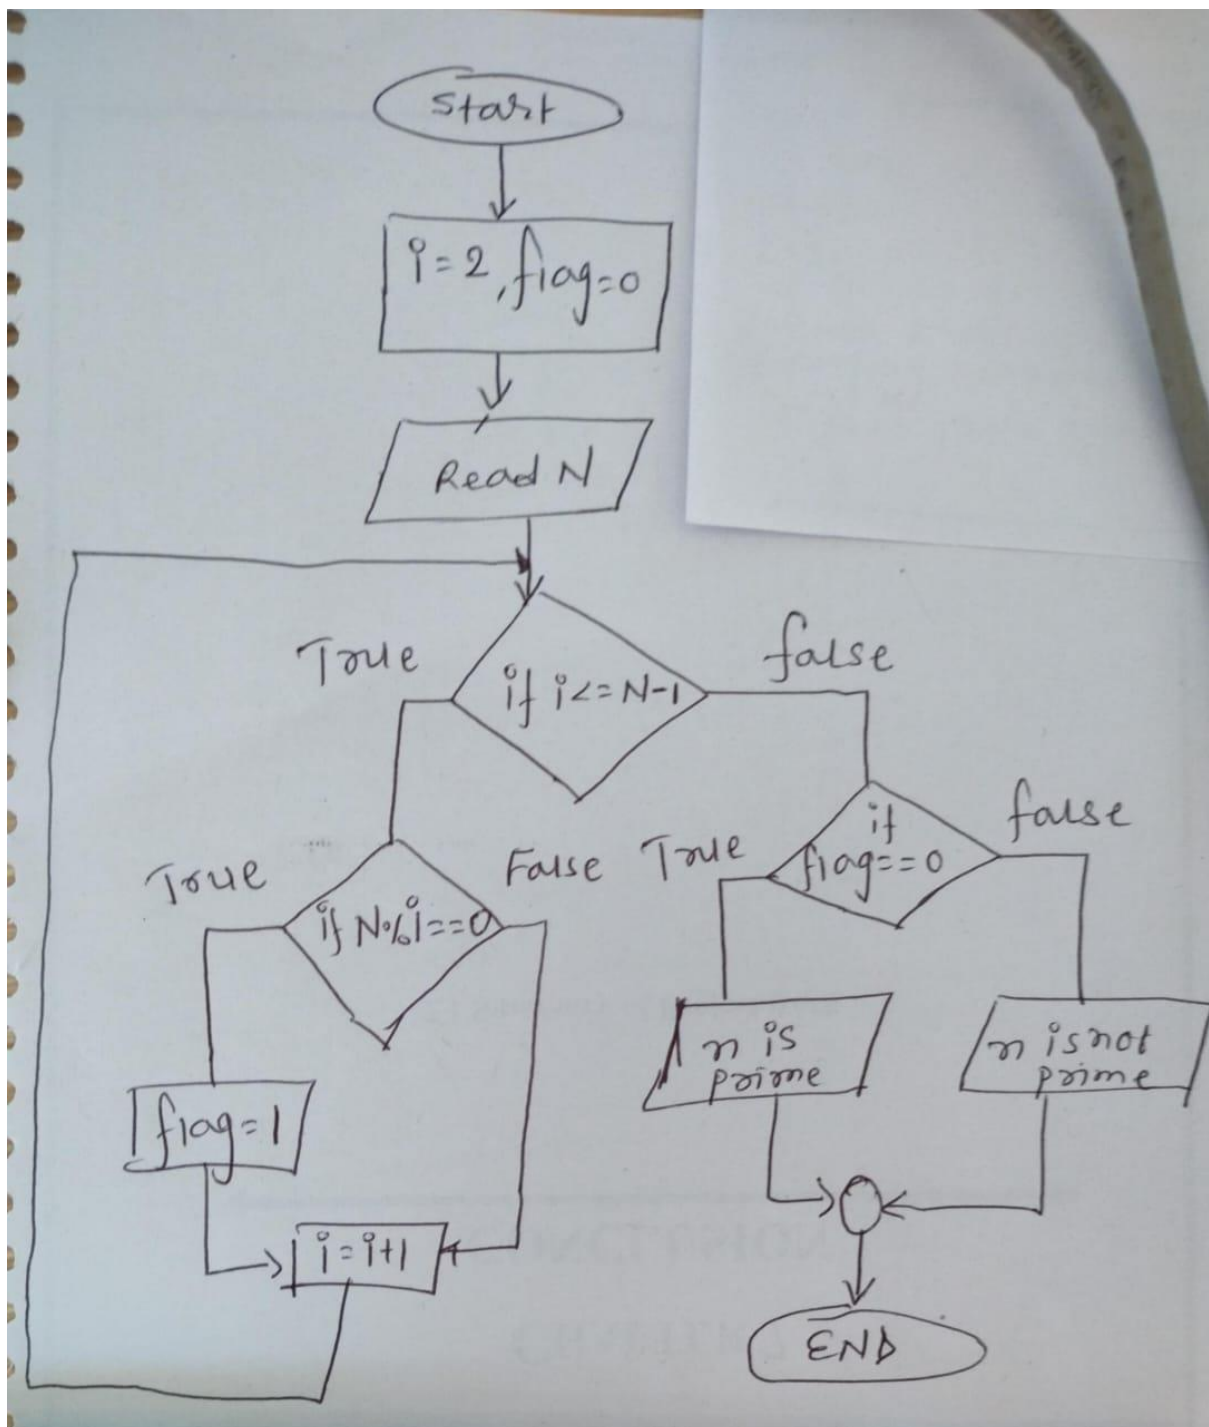 Start
i=2, flag=0
Read N
True
false
if i<=N-1
True
False
if N%i==0
True
false
if
flag==0
flag=1
i=i+1
n is
prime
n is not
prime
END